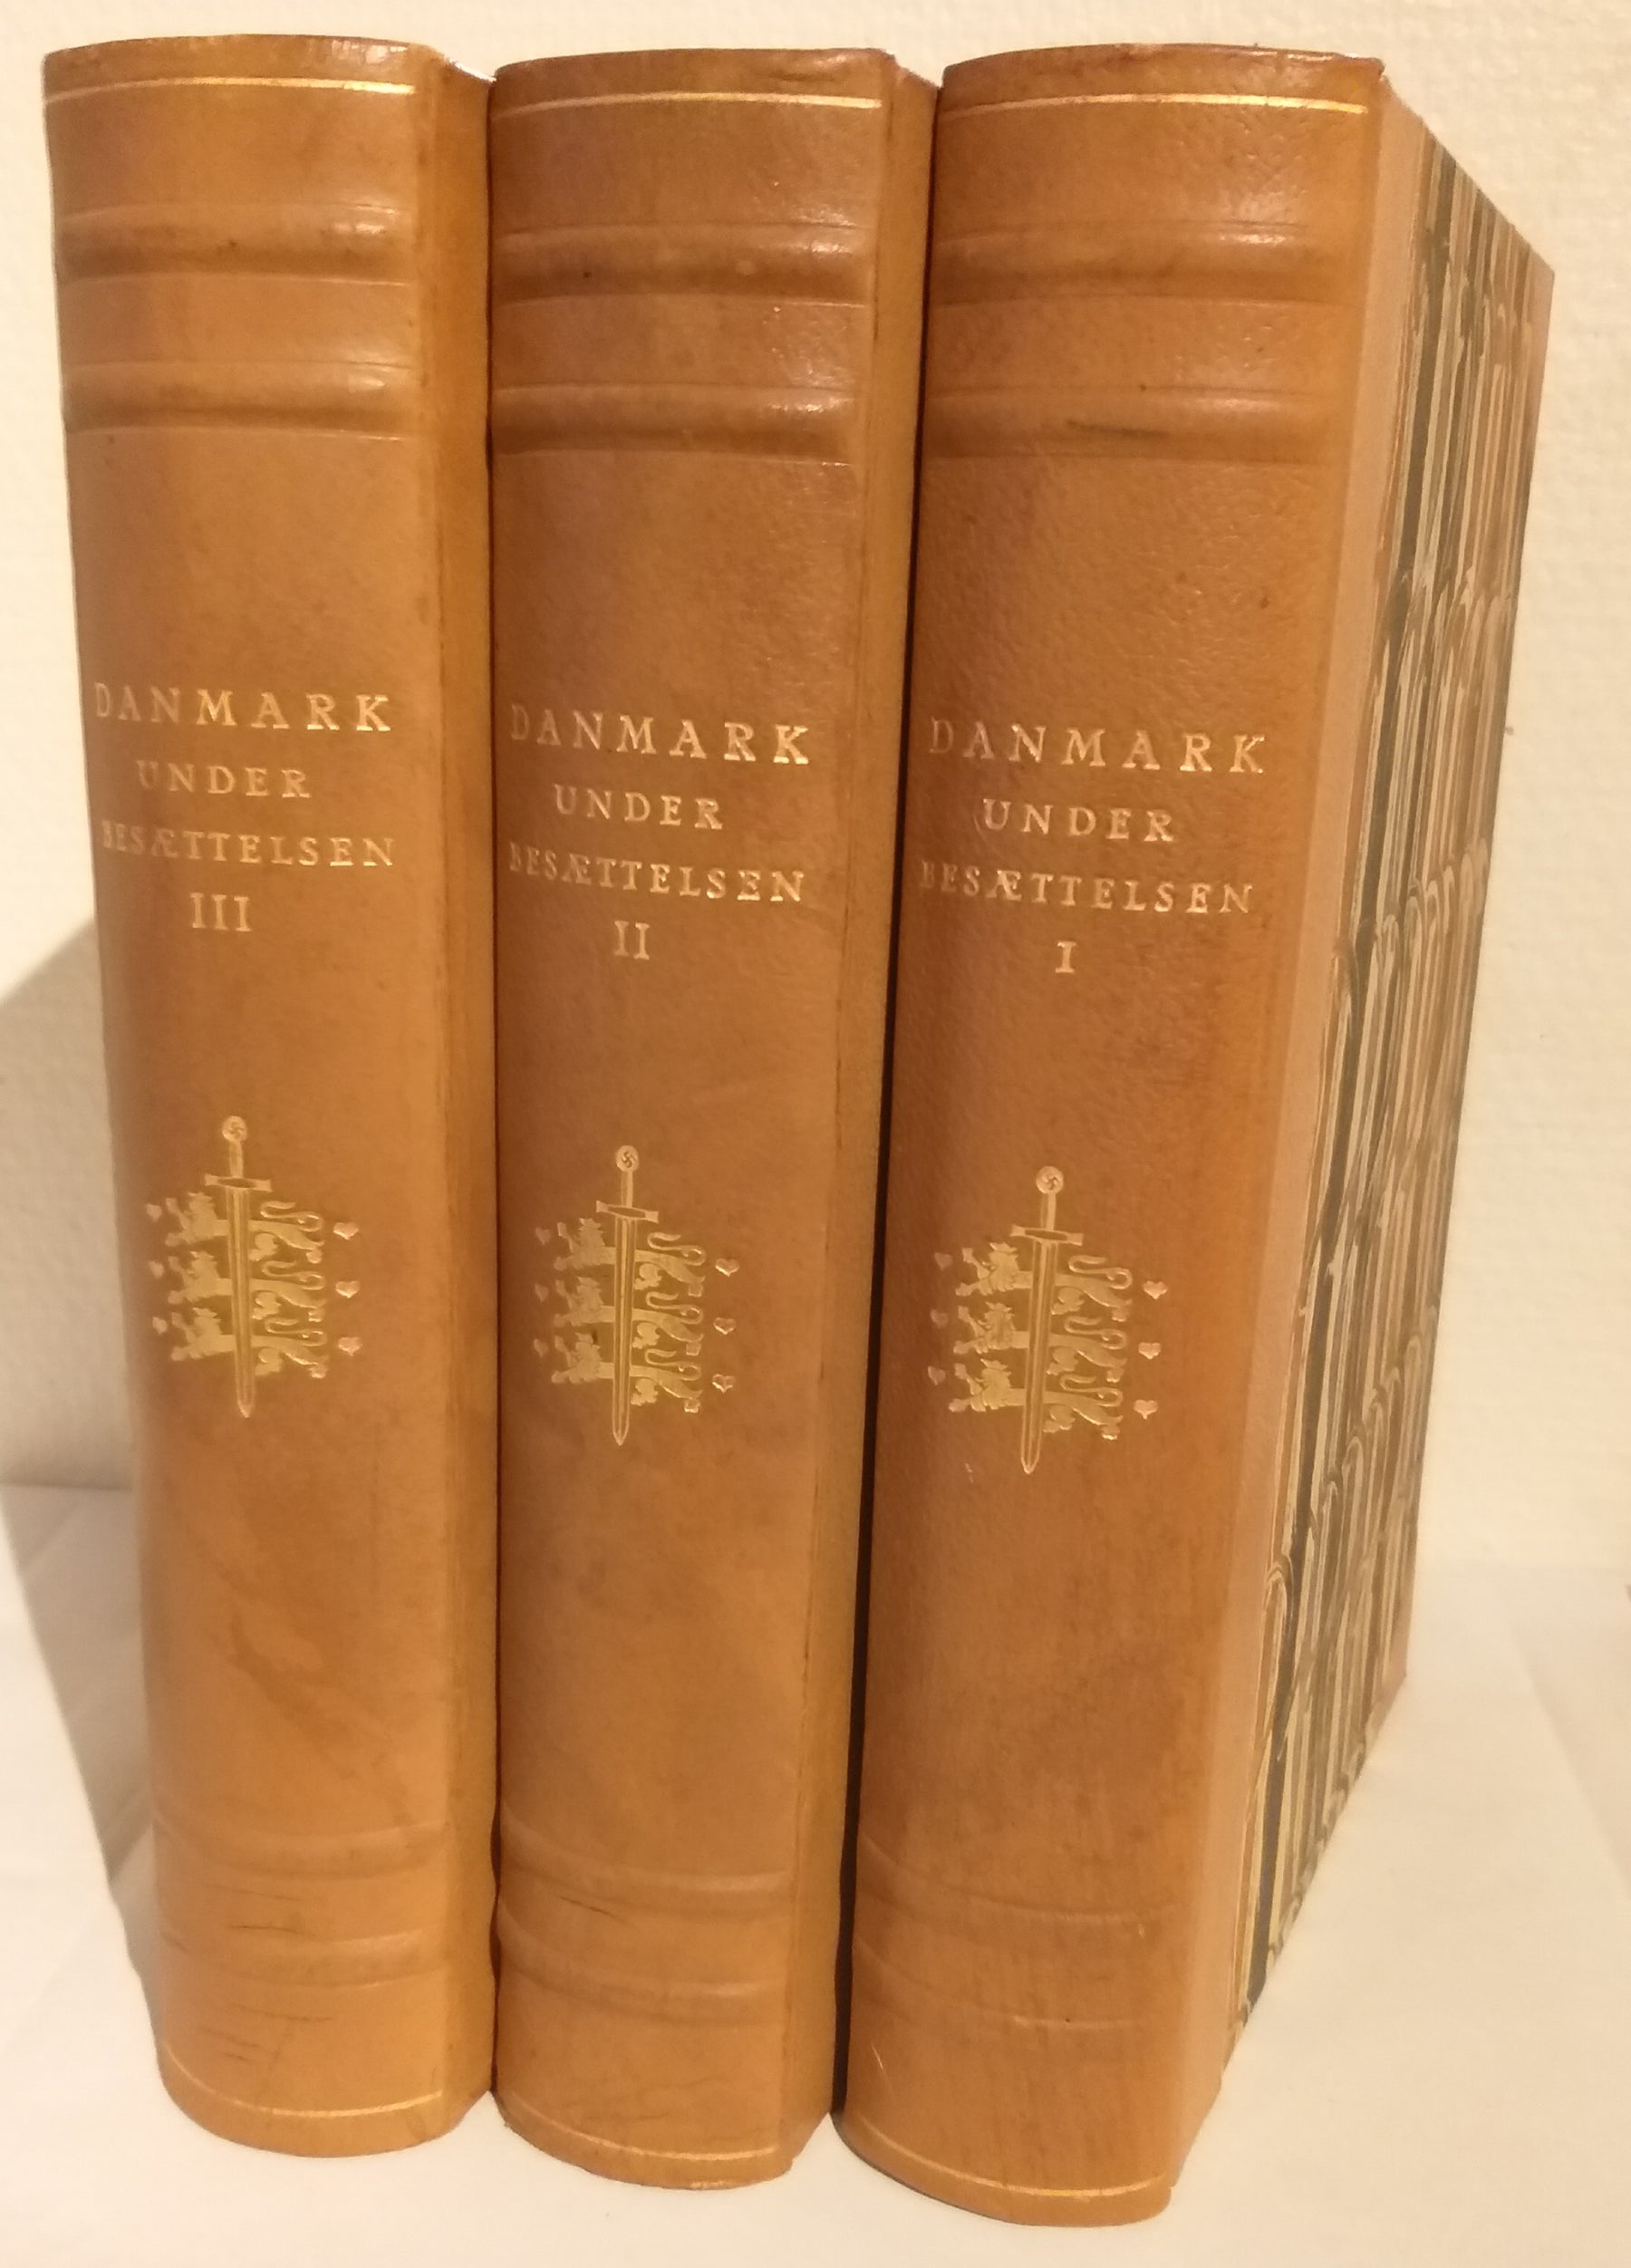 DANMARK
UNDER
BESÆTTELSEN
III
DANMARK
UNDER
BESÆTTELSEN
II
DANMARK
UNDER
BESÆTTELSEN
I